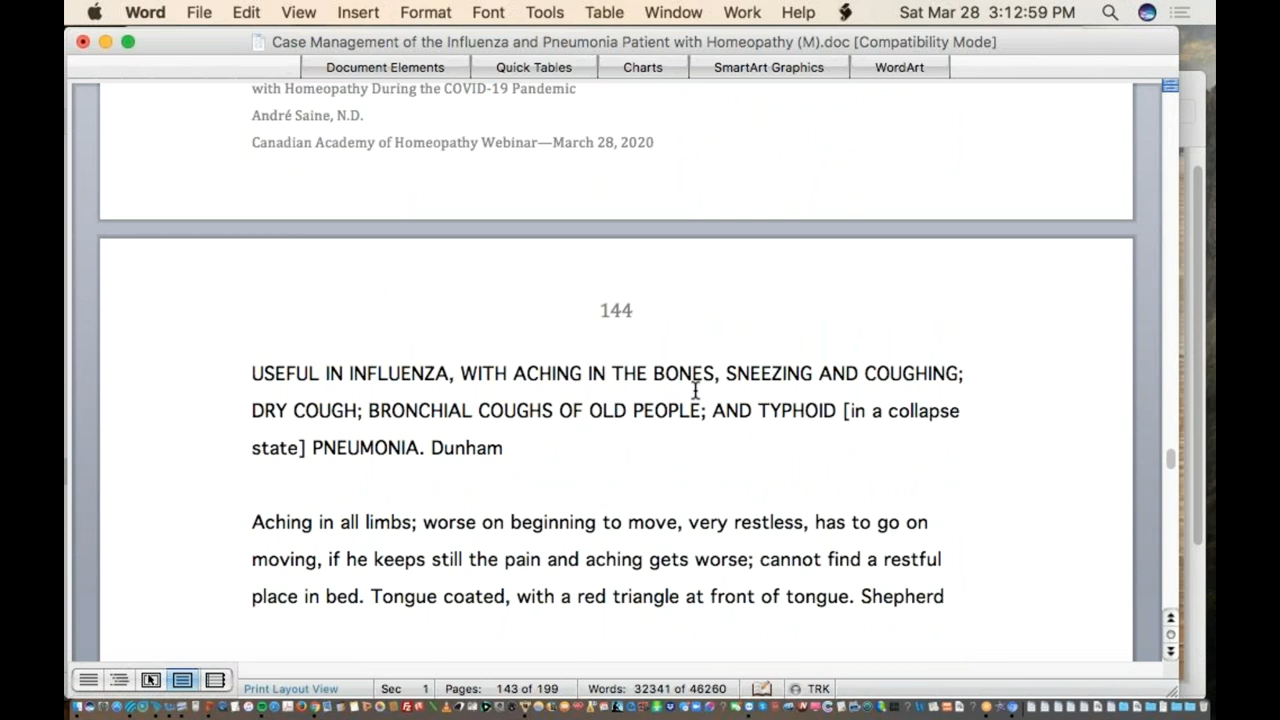 Word File Edit View Insert Format Font Tools Table Window Work Help Sat Mar 28 3:12:59 PM
Case Management of the Influenza and Pneumonia Patient with Homeopathy (M).doc [Compatibility Mode]
Document Elements Quick Tables Charts SmartArt Graphics WordArt
with Homeopathy During the COVID-19 Pandemic
André Saine, N.D.
Canadian Academy of Homeopathy Webinar—March 28, 2020
144
USEFUL IN INFLUENZA, WITH ACHING IN THE BONES, SNEEZING AND COUGHING;
DRY COUGH; BRONCHIAL COUGHS OF OLD PEOPLE; AND TYPHOID [in a collapse
state] PNEUMONIA. Dunham
Aching in all limbs; worse on beginning to move, very restless, has to go on
moving, if he keeps still the pain and aching gets worse; cannot find a restful
place in bed. Tongue coated, with a red triangle at front of tongue. Shepherd
Print Layout View Sec 1 Pages: 143 of 199 Words: 32341 of 46260 TRK